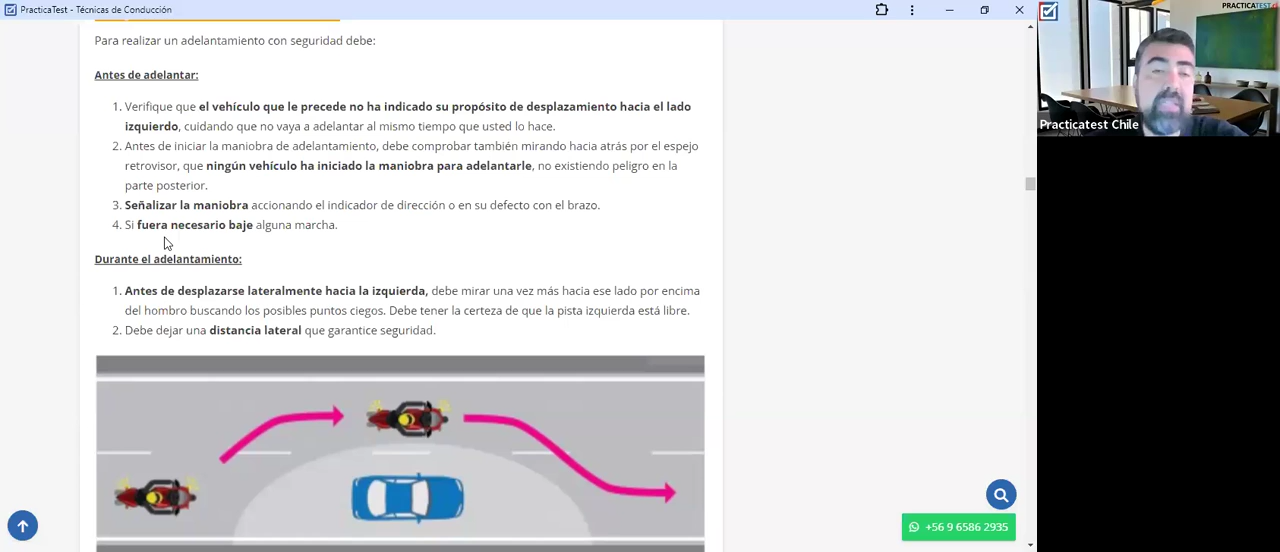 PracticaTest - Técnicas de Conducción
PRACTICATEST
Para realizar un adelantamiento con seguridad debe:
Antes de adelantar:
1. Verifique que el vehículo que le precede no ha indicado su propósito de desplazamiento hacia el lado
izquierdo, cuidando que no vaya a adelantar al mismo tiempo que usted lo hace.
2. Antes de iniciar la maniobra de adelantamiento, debe comprobar también mirando hacia atrás por el espejo
retrovisor, que ningún vehículo ha iniciado la maniobra para adelantarle, no existiendo peligro en la
parte posterior.
3. Señalizar la maniobra accionando el indicador de dirección o en su defecto con el brazo.
4. Si fuera necesario baje alguna marcha.
Durante el adelantamiento:
1. Antes de desplazarse lateralmente hacia la izquierda, debe mirar una vez más hacia ese lado por encima
del hombro buscando los posibles puntos ciegos. Debe tener la certeza de que la pista izquierda está libre.
2. Debe dejar una distancia lateral que garantice seguridad.
Practicatest Chile
+56 9 6586 2935